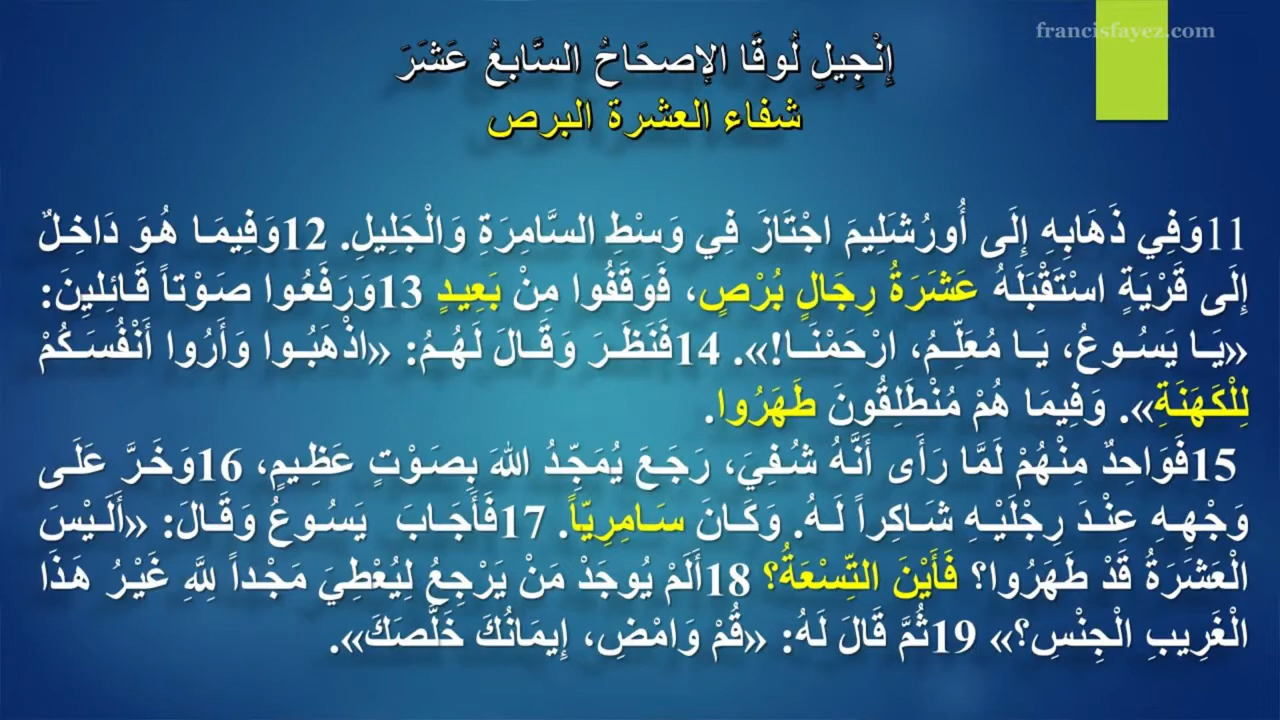 francisfayez.com
إِنْجِيلِ لُوقَا الإصحَاحُ السَّابعُ عَشَرَ
شفاء العشرة البرص
11وَفِي ذَهَابِهِ إِلَى أُورُشَلِيمَ اجْتَازَ فِي وَسْطِ السَّامِرَةِ وَالْجَلِيلِ. 12وَفِيمَا هُوَ دَاخِلٌ
إِلَى قَرْيَةٍ اسْتَقْبَلَهُ عَشَرَةُ رِجَالٍ بُرْصٍ، فَوَقَفُوا مِنْ بَعِيدٍ 13وَرَفَعُوا صَوْتاً قَائِلِينَ:
«يَا يَسُوعُ، يَا مُعَلِّمُ، ارْحَمْنَا!». 14فَنَظَرَ وَقَالَ لَهُمُ: «اذْهَبُوا وَأَرُوا أَنْفُسَكُمْ
لِلْكَهَنَةِ». وَفِيمَا هُمْ مُنْطَلِقُونَ طَهَرُوا.
15فَوَاحِدٌ مِنْهُمْ لَمَّا رَأَى أَنَّهُ شُفِيَ، رَجَعَ يُمَجِّدُ اللهَ بِصَوْتٍ عَظِيمٍ، 16وَخَرَّ عَلَى
وَجْهِهِ عِنْدَ رِجْلَيْهِ شَاكِراً لَهُ. وَكَانَ سَامِرِيّاً. 17فَأَجَابَ يَسُوعُ وَقَالَ: «أَلَيْسَ
الْعَشَرَةُ قَدْ طَهَرُوا؟ فَأَيْنَ التِّسْعَةُ؟ 18أَلَمْ يُوجَدْ مَنْ يَرْجِعُ لِيُعْطِيَ مَجْداً لِلَّهِ غَيْرُ هَذَا
الْغَرِيبِ الْجِنْسِ؟» 19ثُمَّ قَالَ لَهُ: «قُمْ وَامْضِ، إِيمَانُكَ خَلَّصَكَ».